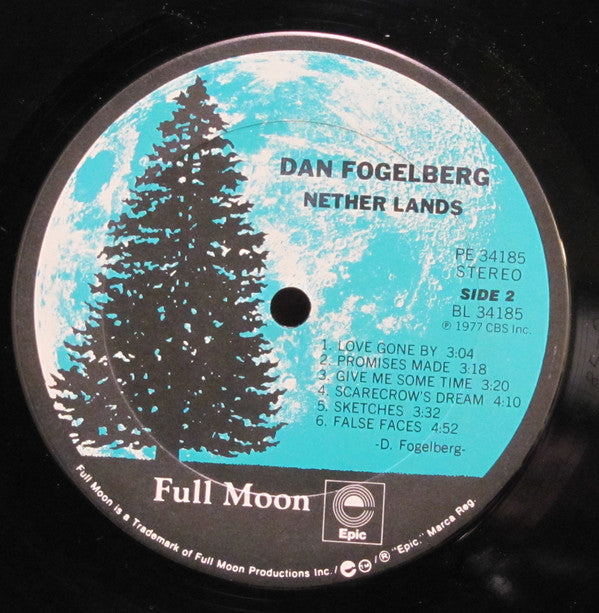 DAN FOGELBERG
NETHER LANDS
PE 34185
STEREO
SIDE 2
BL 34185
℗ 1977 CBS Inc.
1. LOVE GONE BY 3:04
2. PROMISES MADE 3:18
3. GIVE ME SOME TIME 3:20
4. SCARECROW'S DREAM 4:10
5. SKETCHES 3:32
6. FALSE FACES 4:52
-D. Fogelberg-
Full Moon
Epic
Full Moon is a Trademark of Full Moon Productions Inc./ e TM/® "Epic." Marca Reg.